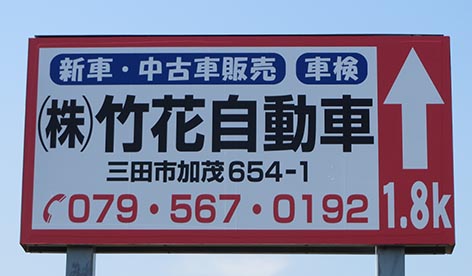 新車・中古車販売 車検
(株)竹花自動車
三田市加茂654-1
079・567・0192
1.8k